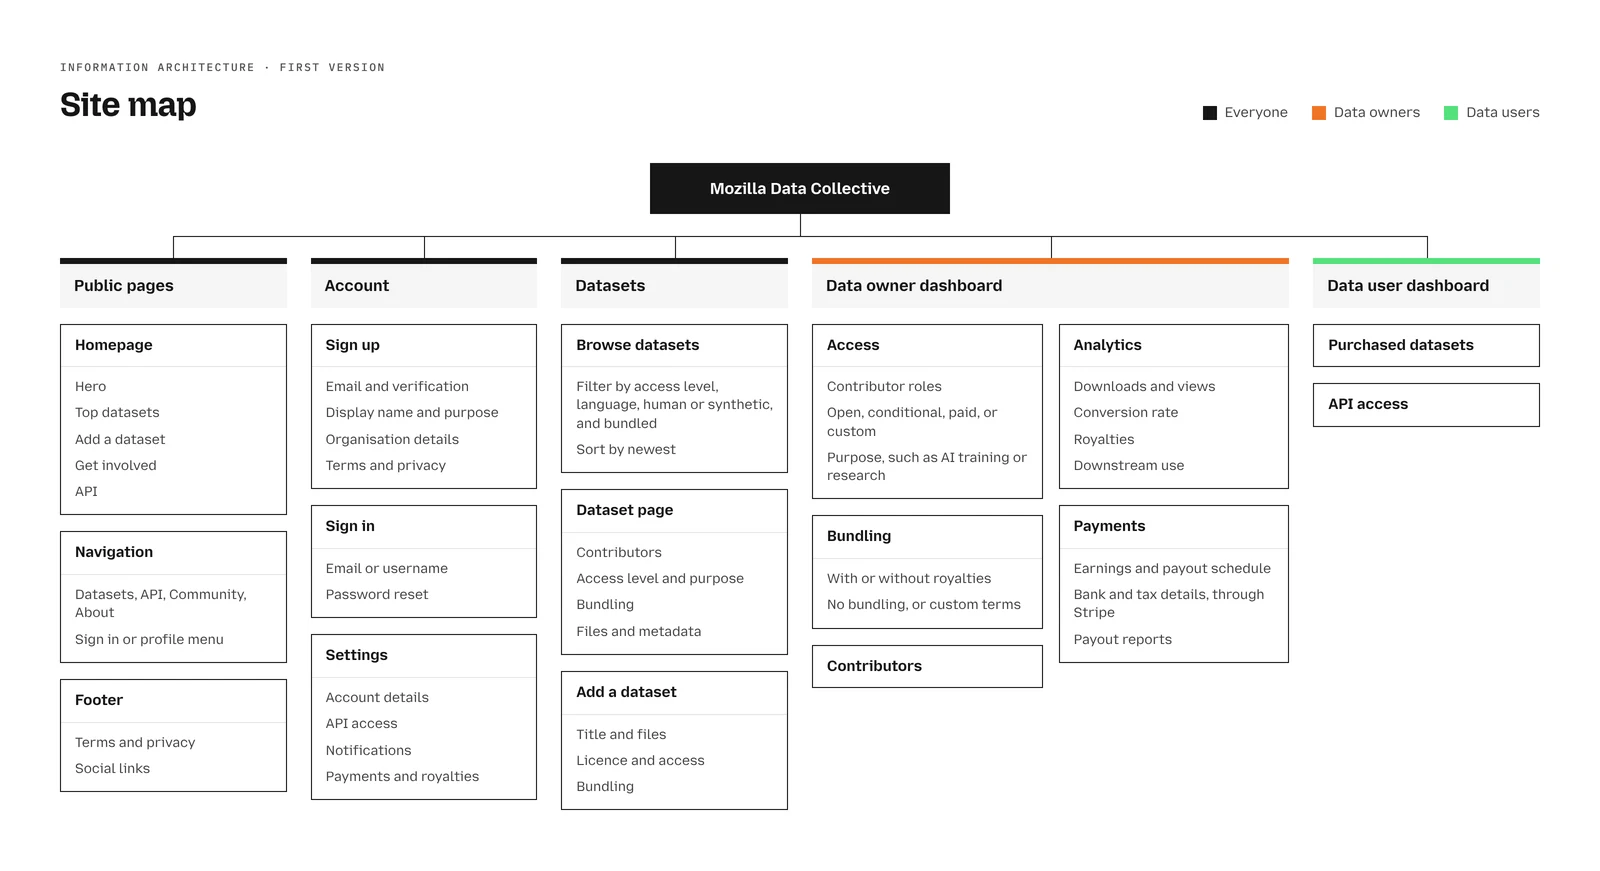 INFORMATION ARCHITECTURE · FIRST VERSION
Site map
Everyone
Data owners
Data users
Mozilla Data Collective
Public pages
Homepage
Hero
Top datasets
Add a dataset
Get involved
API
Navigation
Datasets, API, Community,
About
Sign in or profile menu
Footer
Terms and privacy
Social links
Account
Sign up
Email and verification
Display name and purpose
Organisation details
Terms and privacy
Sign in
Email or username
Password reset
Settings
Account details
API access
Notifications
Payments and royalties
Datasets
Browse datasets
Filter by access level,
language, human or synthetic,
and bundled
Sort by newest
Dataset page
Contributors
Access level and purpose
Bundling
Files and metadata
Add a dataset
Title and files
Licence and access
Bundling
Data owner dashboard
Access
Contributor roles
Open, conditional, paid, or
custom
Purpose, such as AI training or
research
Bundling
With or without royalties
No bundling, or custom terms
Contributors
Analytics
Downloads and views
Conversion rate
Royalties
Downstream use
Payments
Earnings and payout schedule
Bank and tax details, through
Stripe
Payout reports
Data user dashboard
Purchased datasets
API access